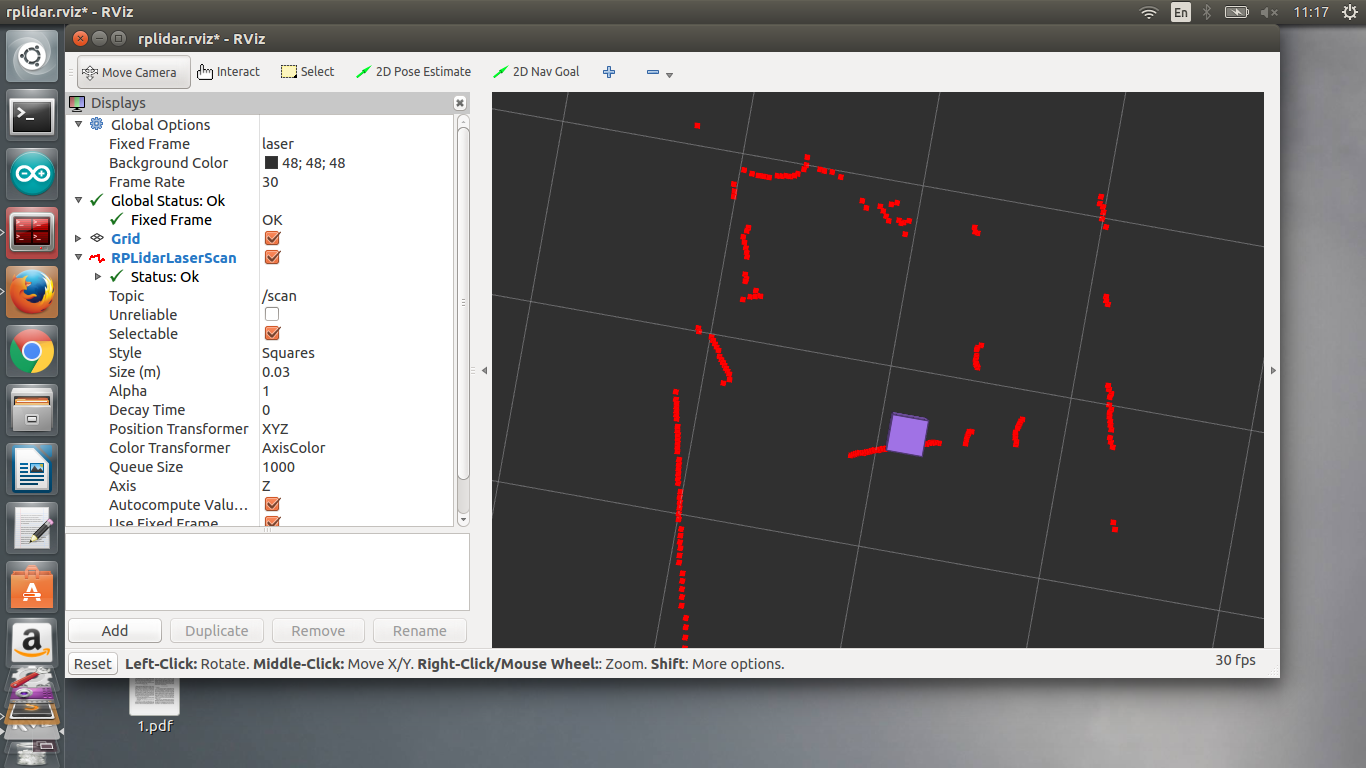 rplidar.rviz* - RViz
En
11:17
rplidar.rviz* - RViz
Move Camera Interact Select 2D Pose Estimate 2D Nav Goal
Displays
Global Options
Fixed Frame laser
Background Color 48; 48; 48
Frame Rate 30
Global Status: Ok
Fixed Frame OK
Grid
RPLidarLaserScan
Status: Ok
Topic /scan
Unreliable
Selectable
Style Squares
Size (m) 0.03
Alpha 1
Decay Time 0
Position Transformer XYZ
Color Transformer AxisColor
Queue Size 1000
Axis Z
Autocompute Valu...
Use Fixed Frame
Add Duplicate Remove Rename
Reset Left-Click: Rotate. Middle-Click: Move X/Y. Right-Click/Mouse Wheel:: Zoom. Shift: More options. 30 fps
1.pdf